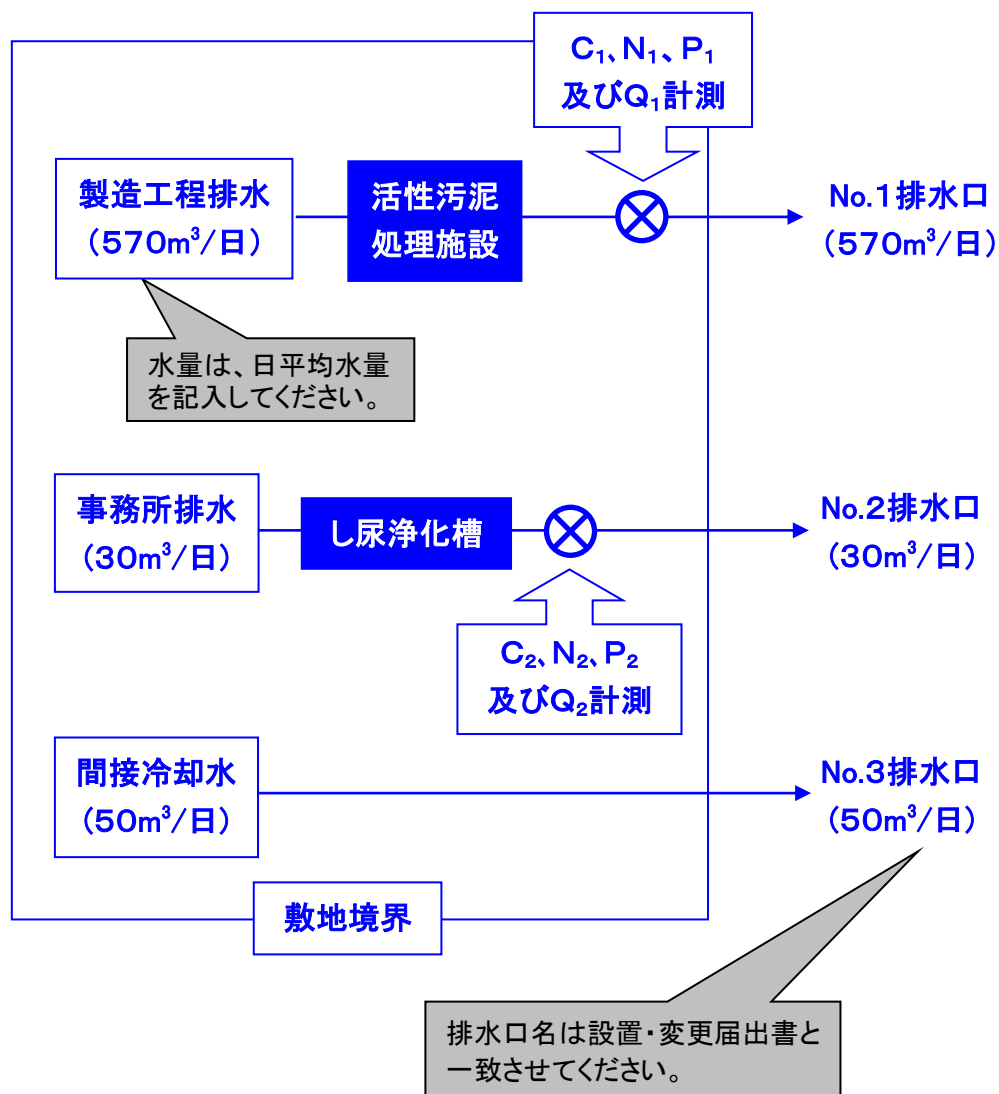 C₁、N₁、P₁
及びQ₁計測
製造工程排水
(570m³/日)
活性汚泥
処理施設
No.1排水口
(570m³/日)
水量は、日平均水量
を記入してください。
事務所排水
(30m³/日)
し尿浄化槽
No.2排水口
(30m³/日)
C₂、N₂、P₂
及びQ₂計測
間接冷却水
(50m³/日)
No.3排水口
(50m³/日)
敷地境界
排水口名は設置・変更届出書と
一致させてください。